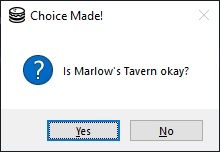 Choice Made!
Is Marlow's Tavern okay?
Yes No